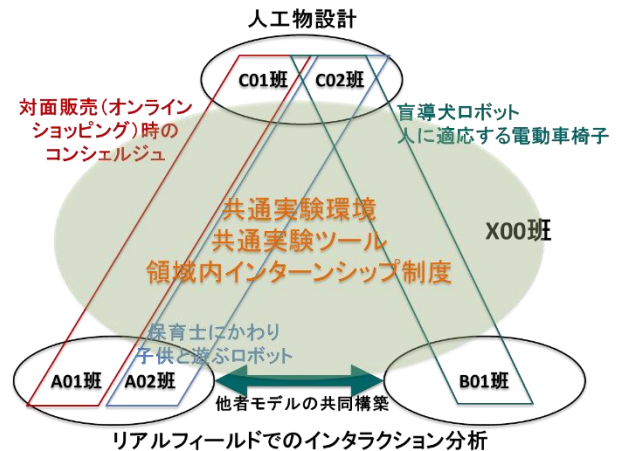 人工物設計
C01班
C02班
対面販売(オンライン
ショッピング)時の
コンシェルジュ
盲導犬ロボット
人に適応する電動車椅子
共通実験環境
共通実験ツール
領域内インターンシップ制度
X00班
保育士にかわり
子供と遊ぶロボット
A01班
A02班
B01班
他者モデルの共同構築
リアルフィールドでのインタラクション分析